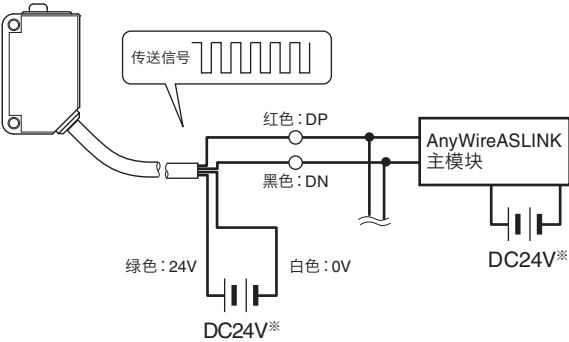 传送信号
红色：DP
AnyWireASLINK
主模块
黑色：DN
绿色：24V
白色：0V
DC24V※
DC24V※